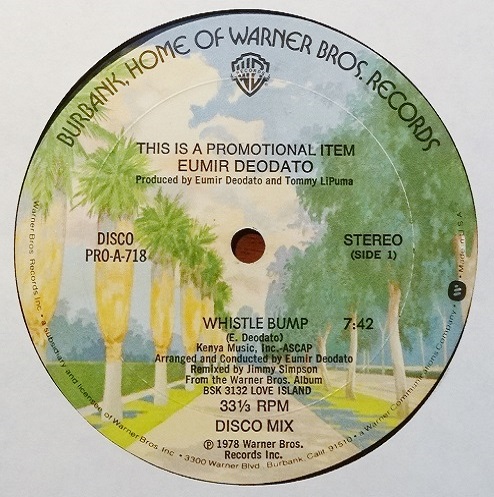 BURBANK, HOME OF WARNER BROS. RECORDS
THIS IS A PROMOTIONAL ITEM
EUMIR DEODATO
Produced by Eumir Deodato and Tommy LiPuma
DISCO
PRO-A-718
STEREO
(SIDE 1)
WHISTLE BUMP 7:42
(E. Deodato)
Kenya Music, Inc.-ASCAP
Arranged and Conducted by Eumir Deodato
Remixed by Jimmy Simpson
From the Warner Bros. Album
BSK 3132 LOVE ISLAND
33⅓ RPM
DISCO MIX
℗ 1978 Warner Bros.
Records Inc.
Warner Bros. Records Inc. • a subsidiary and licensee of Warner Bros. Inc. • 3300 Warner Blvd., Burbank, Calif. 91510 • a Warner Communications Company • Made in U.S.A.